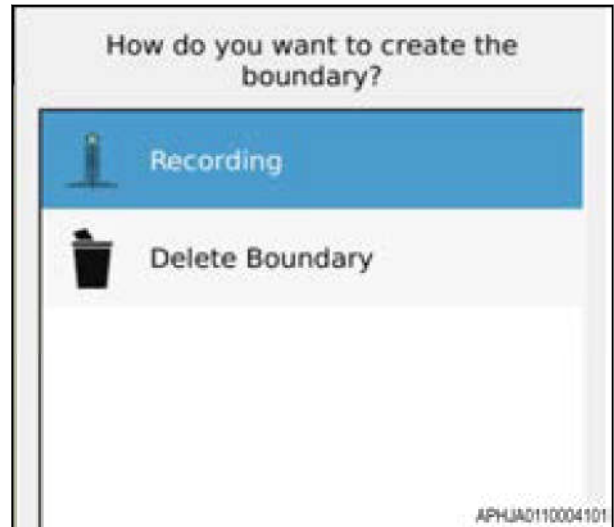 How do you want to create the
boundary?
Recording
Delete Boundary
APHJA0110004101